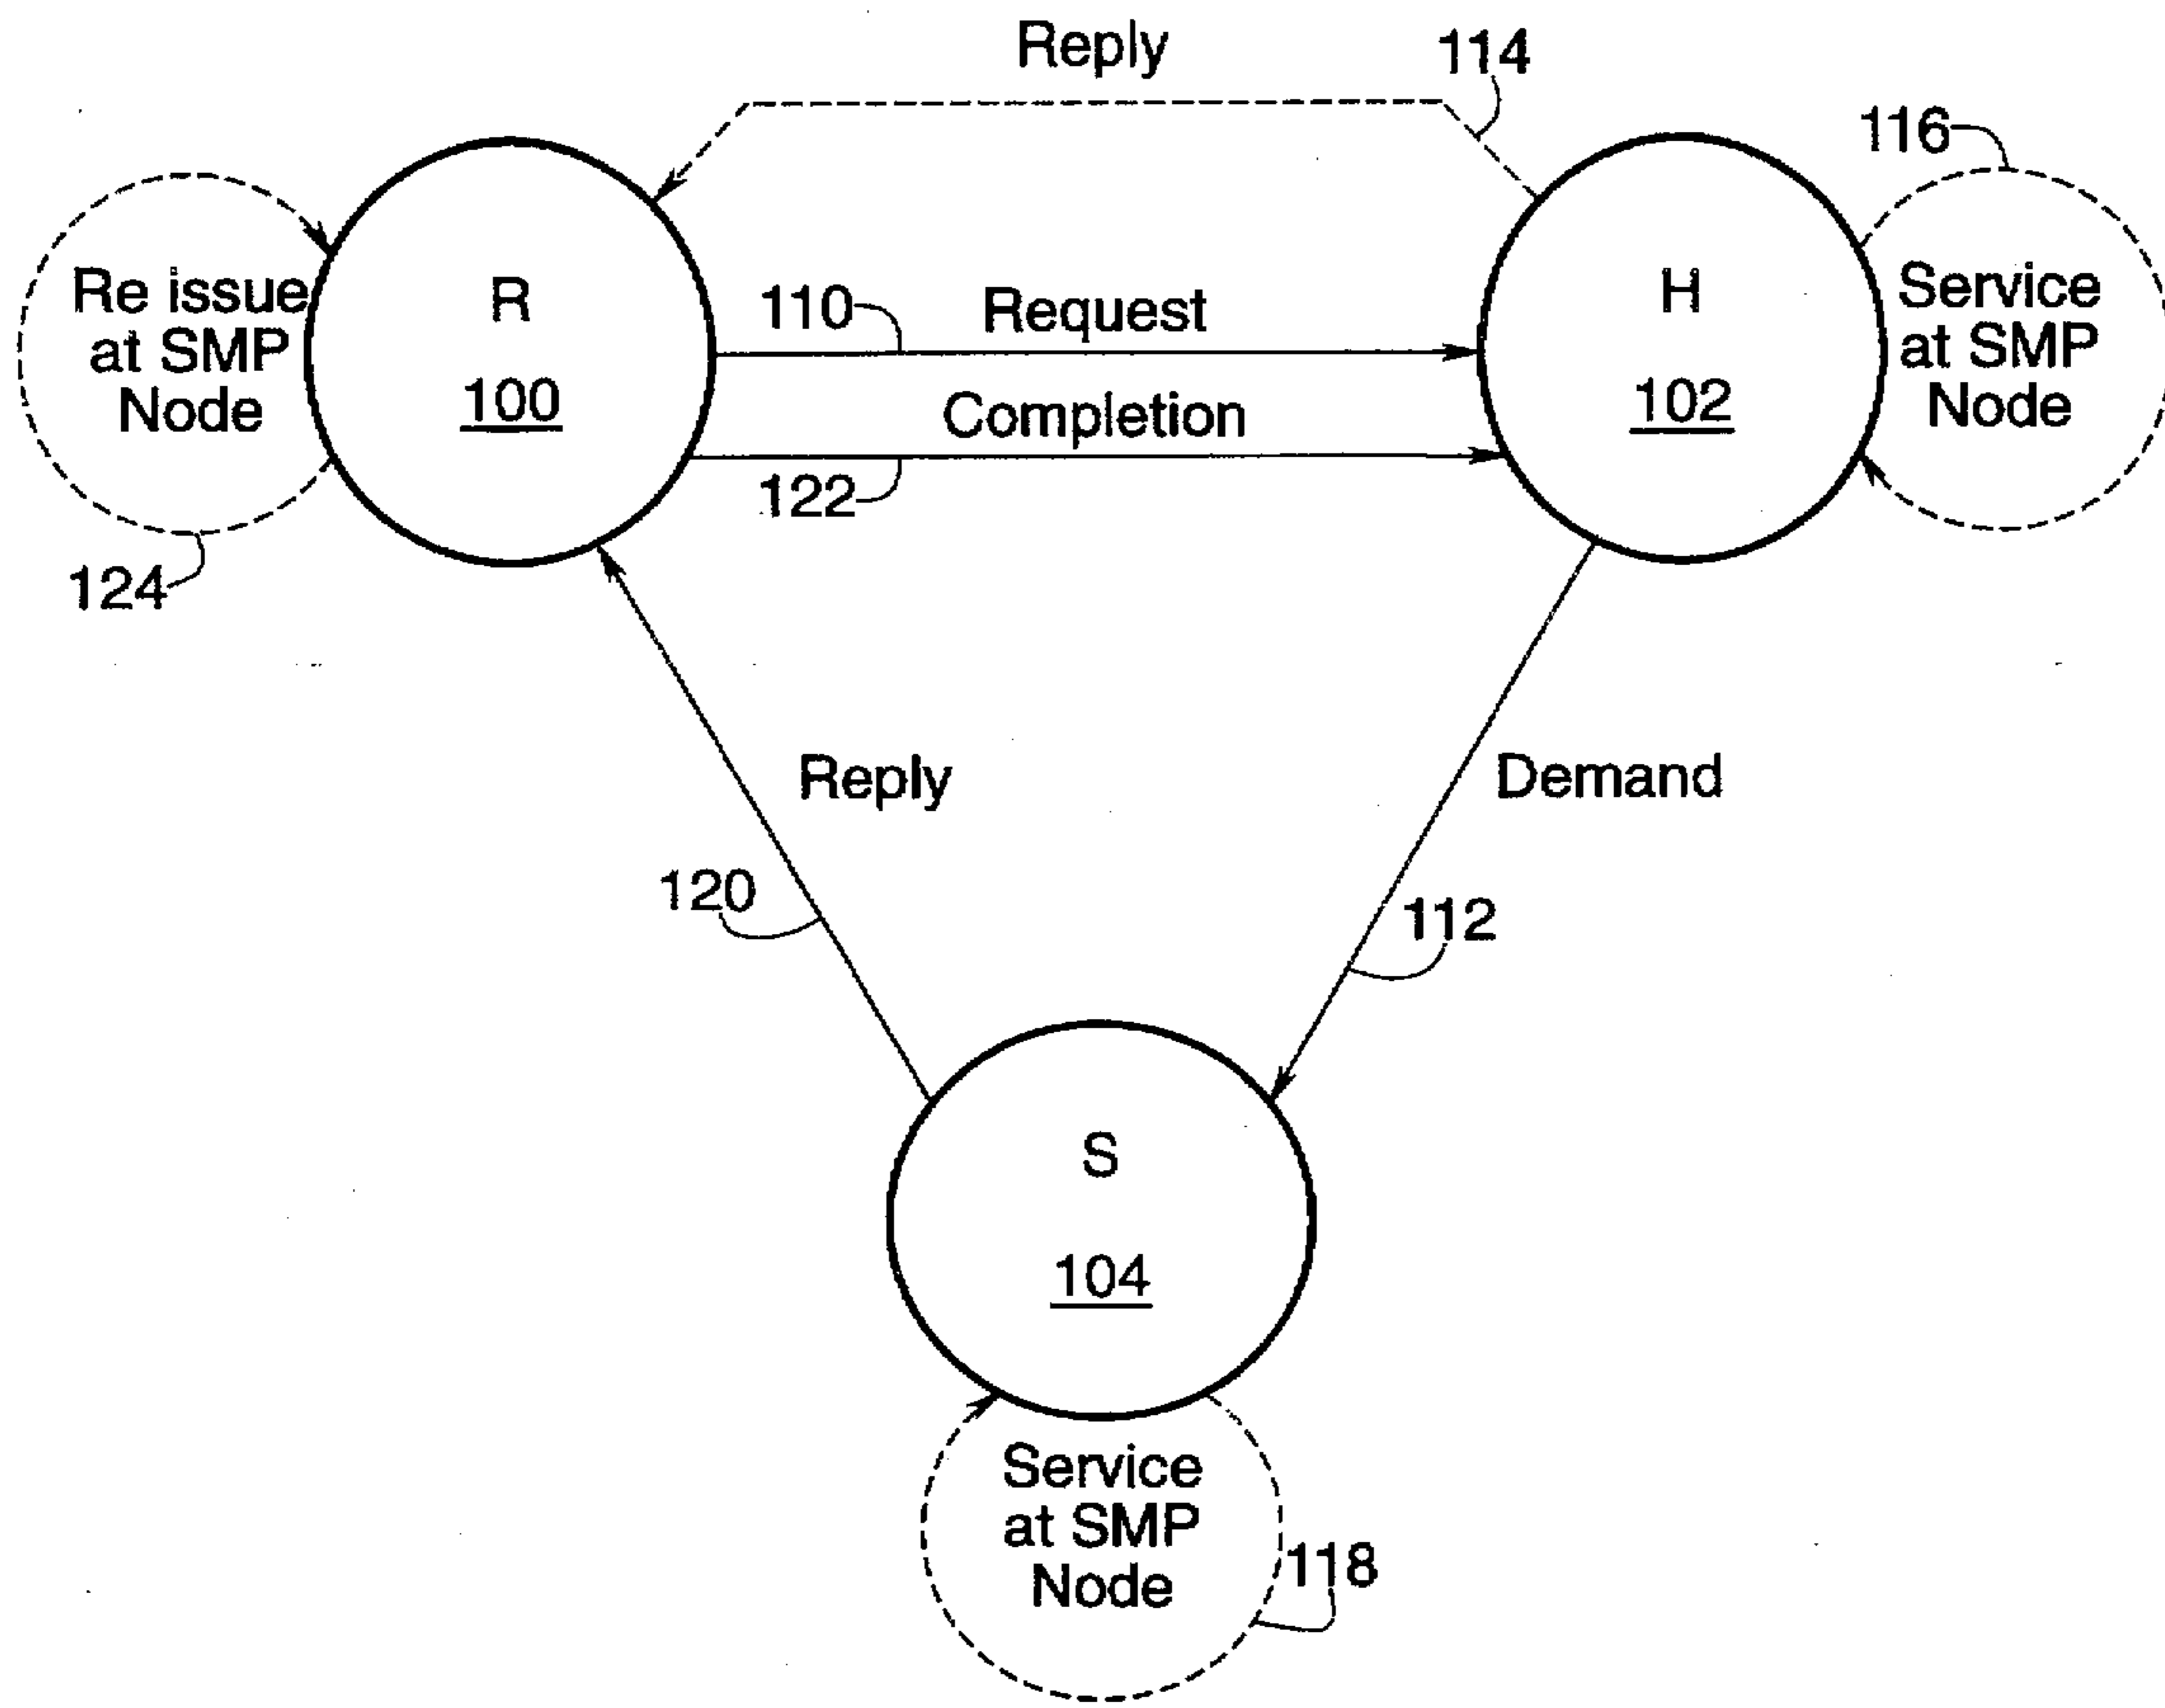 Reply
114
116
R
H
Re issue
at SMP
Node
110
Request
Service
at SMP
Node
100
102
Completion
122
124
Reply
Demand
120
112
S
104
Service
at SMP
Node
118